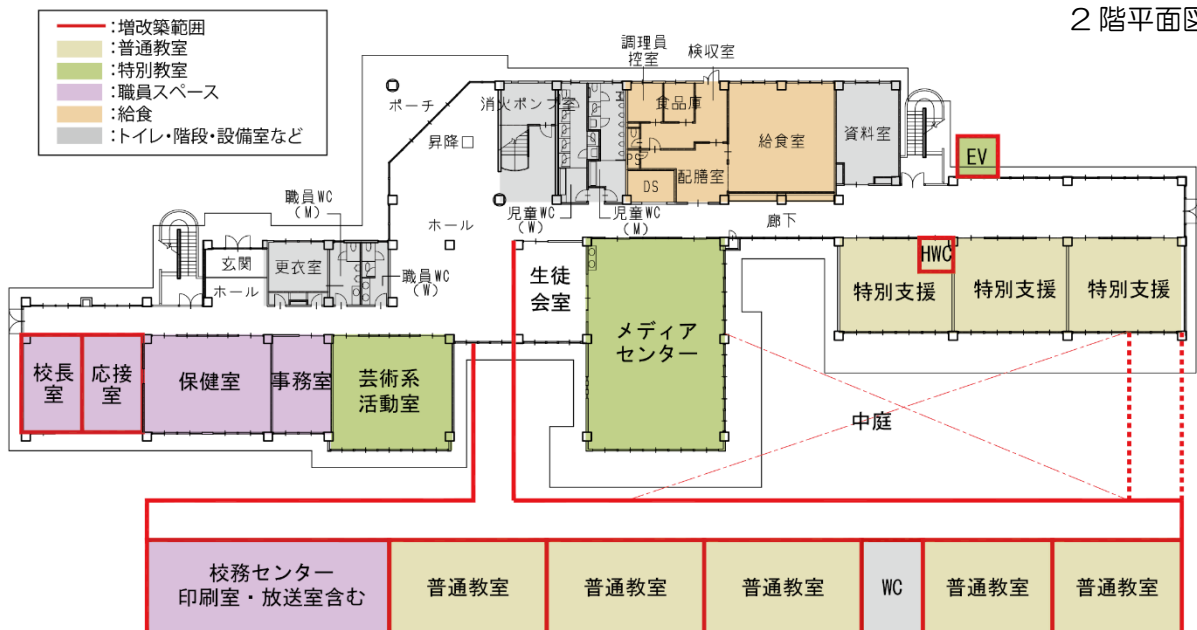 2階平面図
:増改築範囲
:普通教室
:特別教室
:職員スペース
:給食
:トイレ・階段・設備室など
調理員
控室
検収室
ポーチ
消火ポンプ室
食品庫
昇降口
給食室
資料室
EV
配膳室
DS
職員WC
(M)
児童WC
(W)
児童WC
(M)
ホール
廊下
玄関
更衣室
職員WC
(W)
ホール
生徒
会室
HWC
特別支援
特別支援
特別支援
メディア
センター
校長
室
応接
室
保健室
事務室
芸術系
活動室
中庭
校務センター
印刷室・放送室含む
普通教室
普通教室
普通教室
WC
普通教室
普通教室